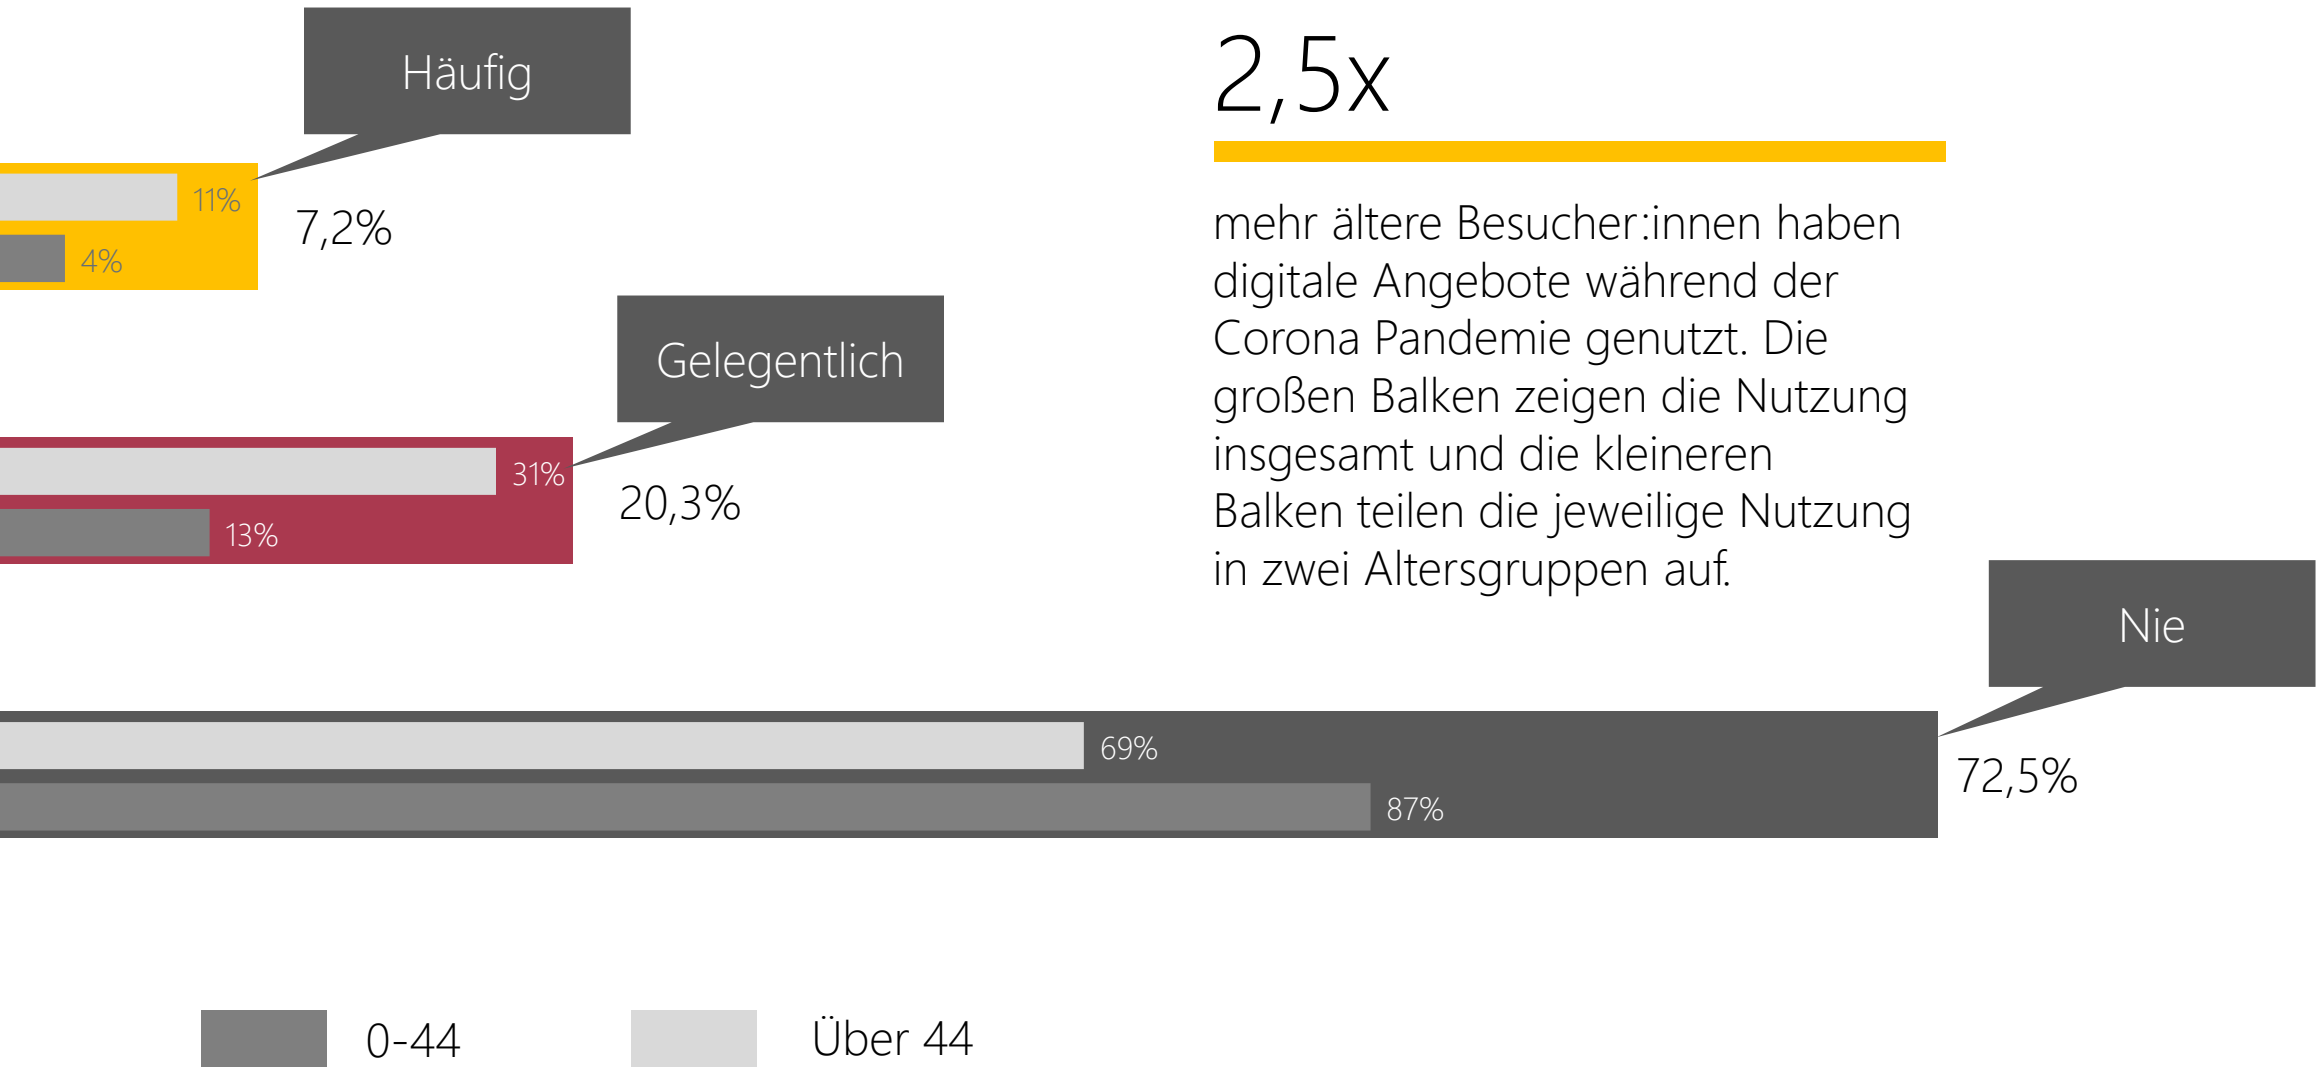 Häufig
11%
4%
7,2%
Gelegentlich
31%
13%
20,3%
2,5x
mehr ältere Besucher:innen haben
digitale Angebote während der
Corona Pandemie genutzt. Die
großen Balken zeigen die Nutzung
insgesamt und die kleineren
Balken teilen die jeweilige Nutzung
in zwei Altersgruppen auf.
Nie
69%
87%
72,5%
0-44
Über 44